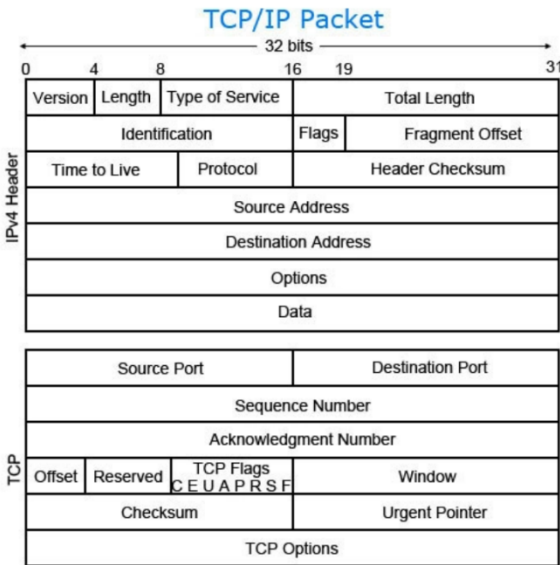 TCP/IP Packet
32 bits
0 4 8 16 19 31
Version Length Type of Service Total Length
Identification Flags Fragment Offset
Time to Live Protocol Header Checksum
Source Address
Destination Address
Options
Data
IPv4 Header
Source Port Destination Port
Sequence Number
Acknowledgment Number
Offset Reserved TCP Flags Window
C E U A P R S F
Checksum Urgent Pointer
TCP Options
TCP